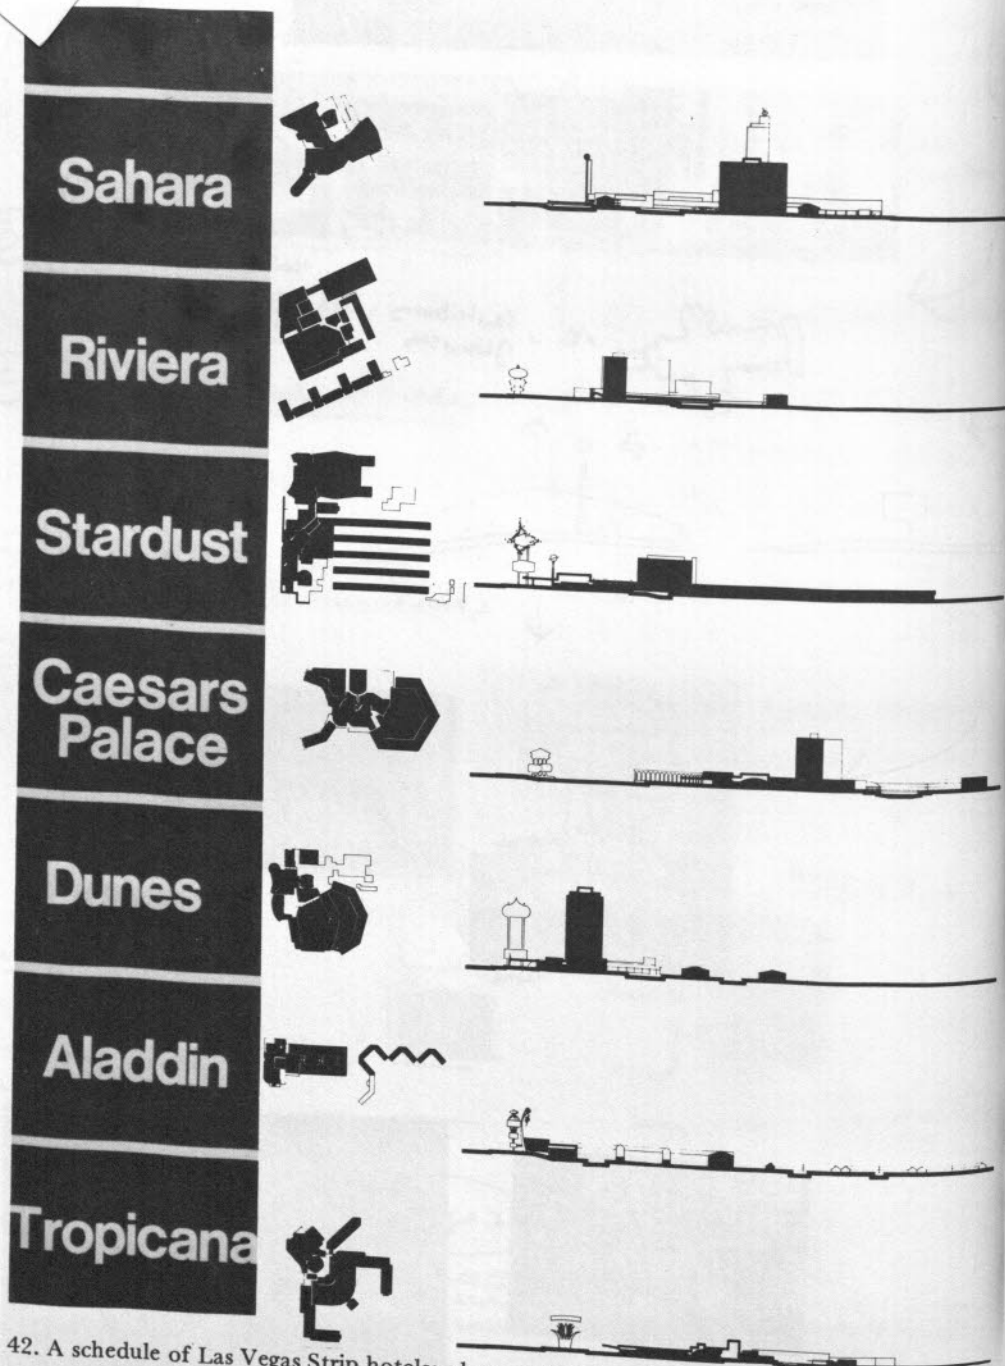 Sahara
Riviera
Stardust
Caesars
Palace
Dunes
Aladdin
Tropicana
42. A schedule of Las Vegas Strip hotels: